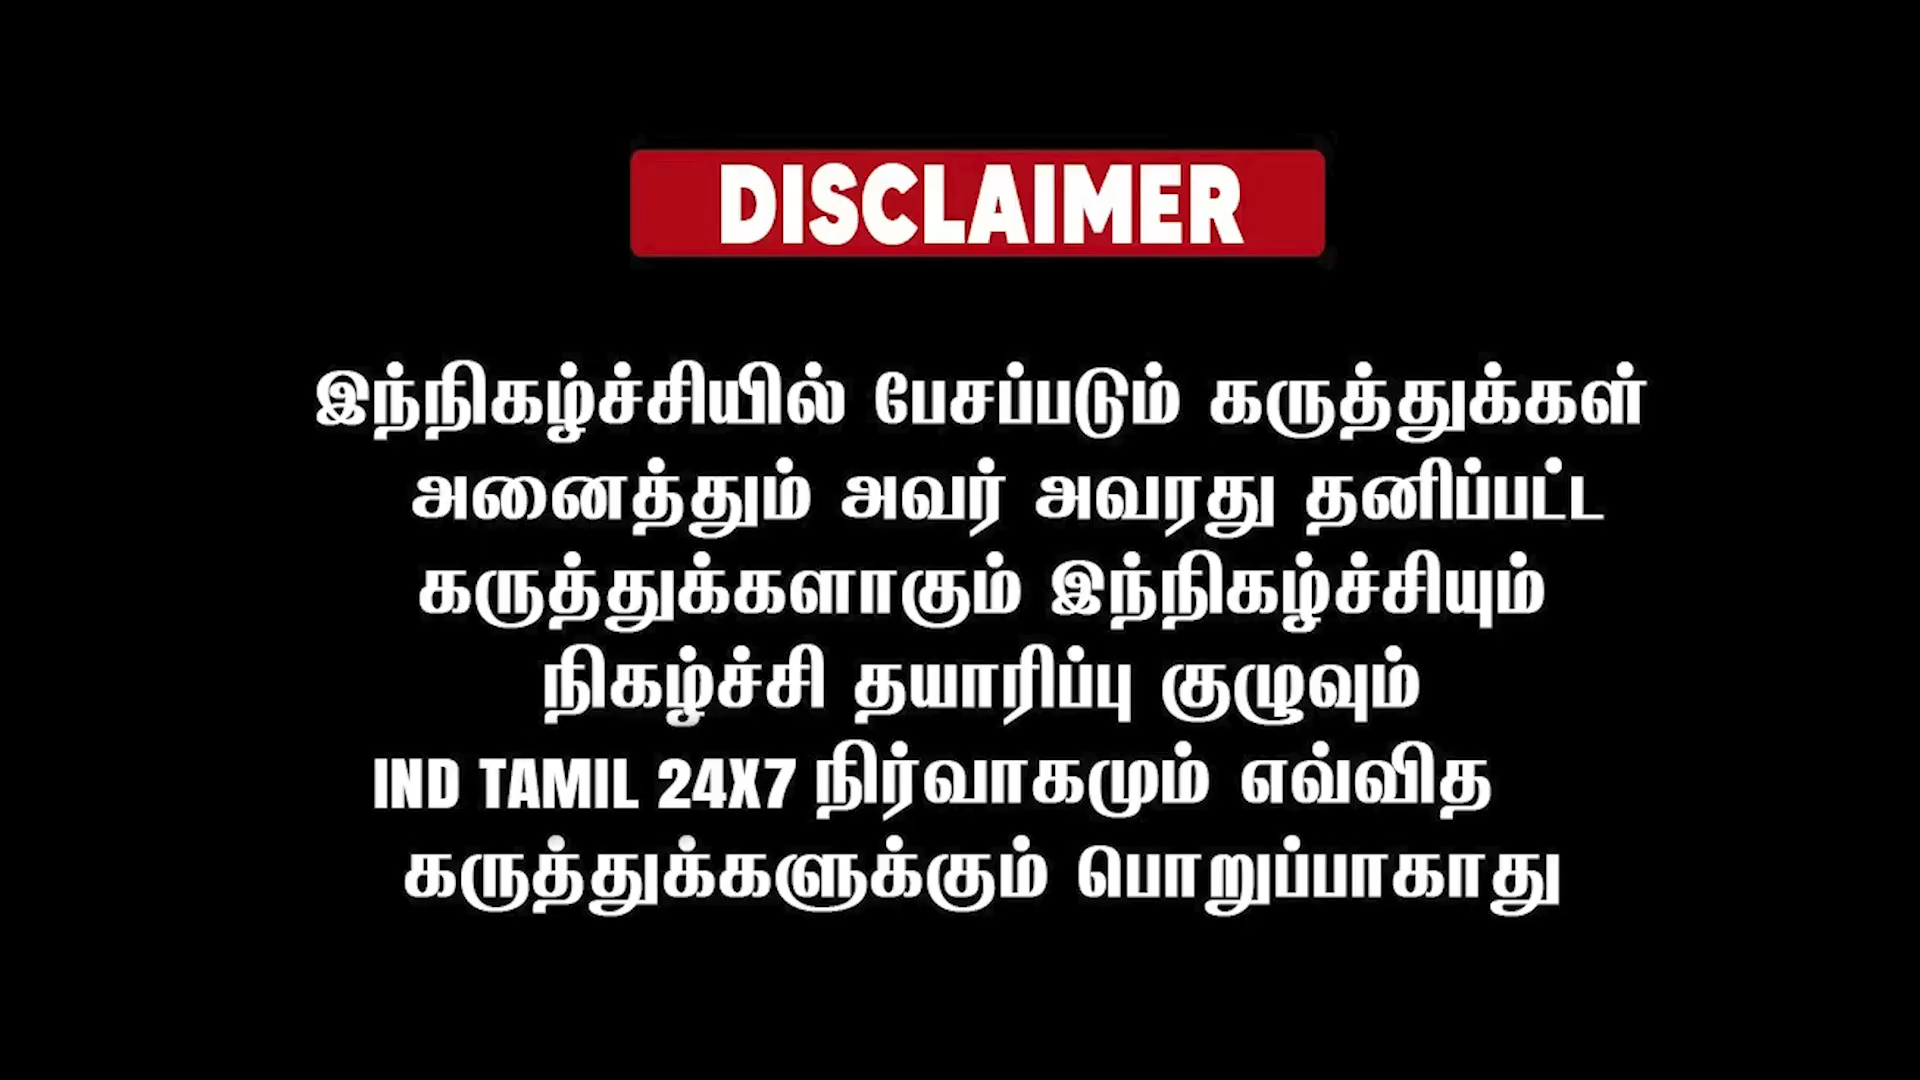 DISCLAIMER
இந்நிகழ்ச்சியில் பேசப்படும் கருத்துக்கள்
அனைத்தும் அவர் அவரது தனிப்பட்ட
கருத்துக்களாகும் இந்நிகழ்ச்சியும்
நிகழ்ச்சி தயாரிப்பு குழுவும்
IND TAMIL 24X7 நிர்வாகமும் எவ்வித
கருத்துக்களுக்கும் பொறுப்பாகாது